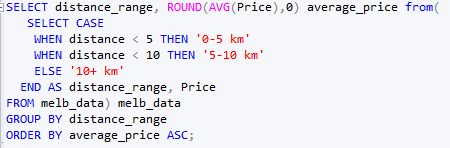 SELECT distance_range, ROUND(AVG(Price),0) average_price from(
SELECT CASE
WHEN distance < 5 THEN '0-5 km'
WHEN distance < 10 THEN '5-10 km'
ELSE '10+ km'
END AS distance_range, Price
FROM melb_data) melb_data
GROUP BY distance_range
ORDER BY average_price ASC;